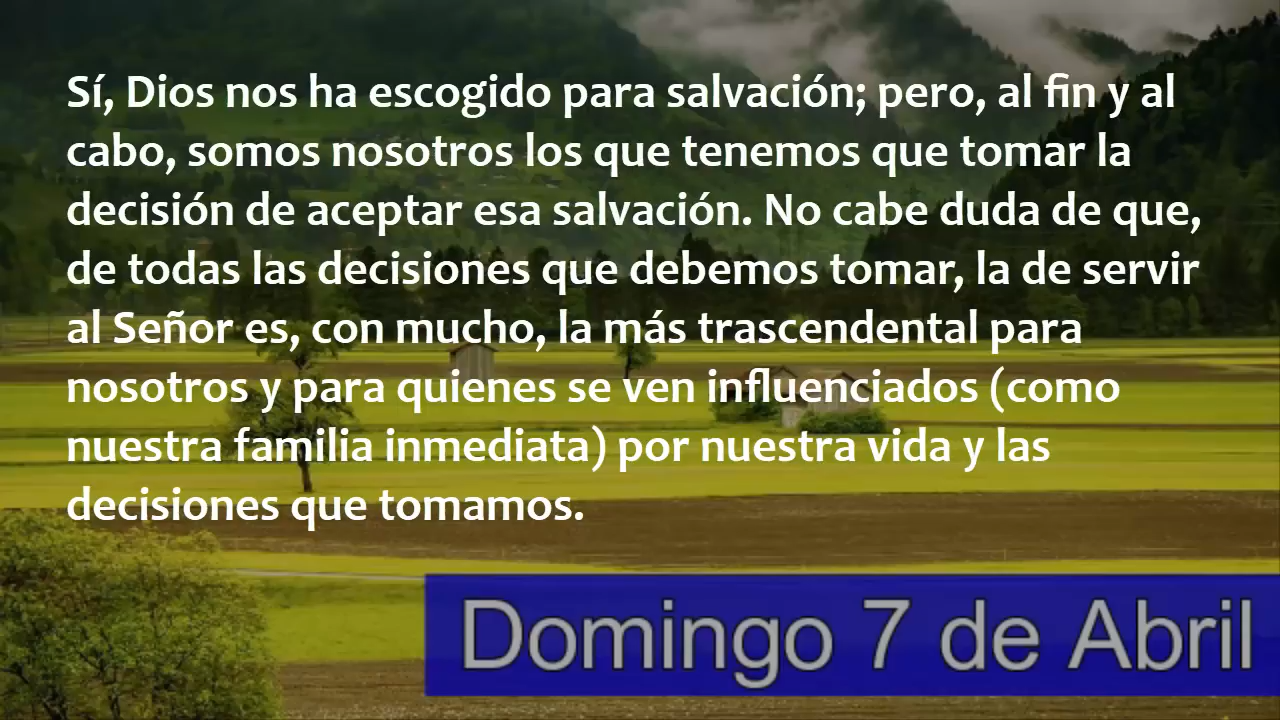 Sí, Dios nos ha escogido para salvación; pero, al fin y al
cabo, somos nosotros los que tenemos que tomar la
decisión de aceptar esa salvación. No cabe duda de que,
de todas las decisiones que debemos tomar, la de servir
al Señor es, con mucho, la más trascendental para
nosotros y para quienes se ven influenciados (como
nuestra familia inmediata) por nuestra vida y las
decisiones que tomamos.
Domingo 7 de Abril